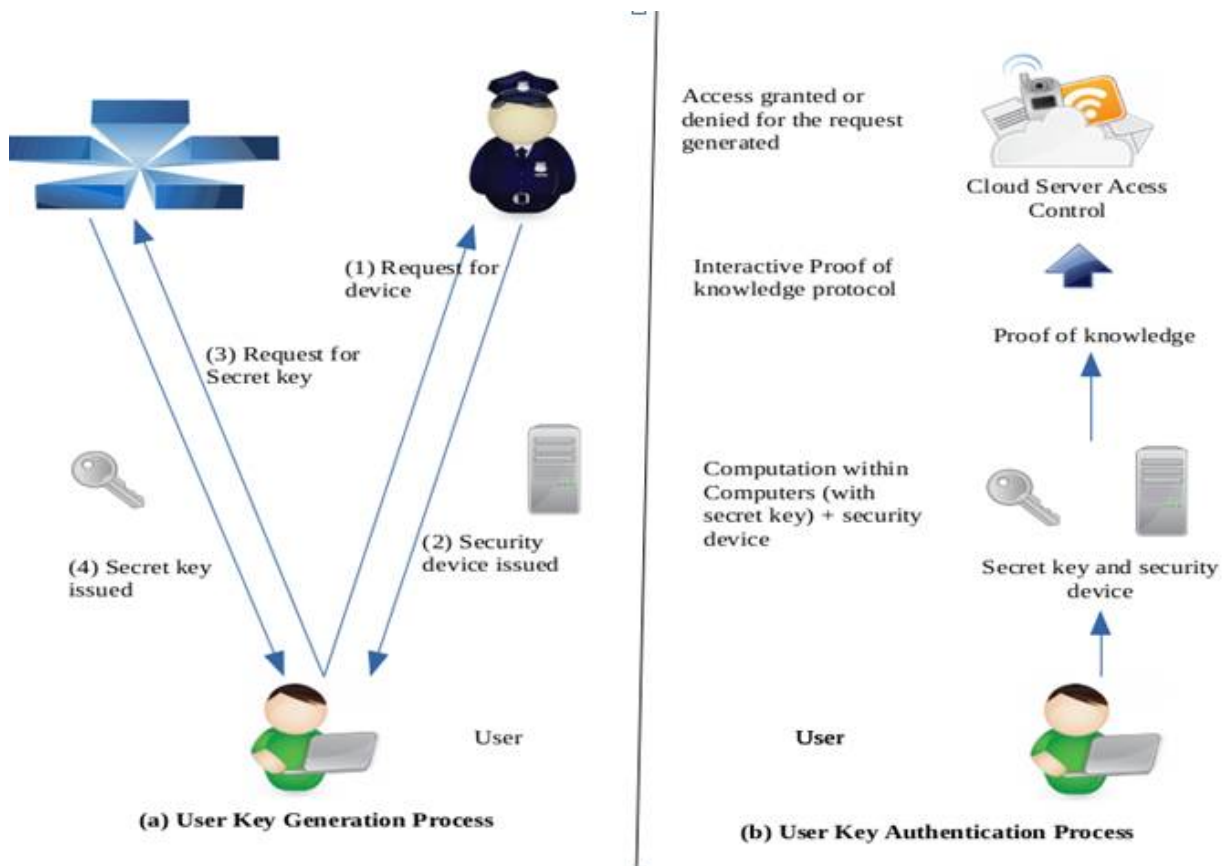 (1) Request for
device
(3) Request for
Secret key
(2) Security
device issued
(4) Secret key
issued
User
(a) User Key Generation Process
Access granted or
denied for the request
generated
Cloud Server Acess
Control
Interactive Proof of
knowledge protocol
Proof of knowledge
Computation within
Computers (with
secret key) + security
device
Secret key and security
device
User
(b) User Key Authentication Process